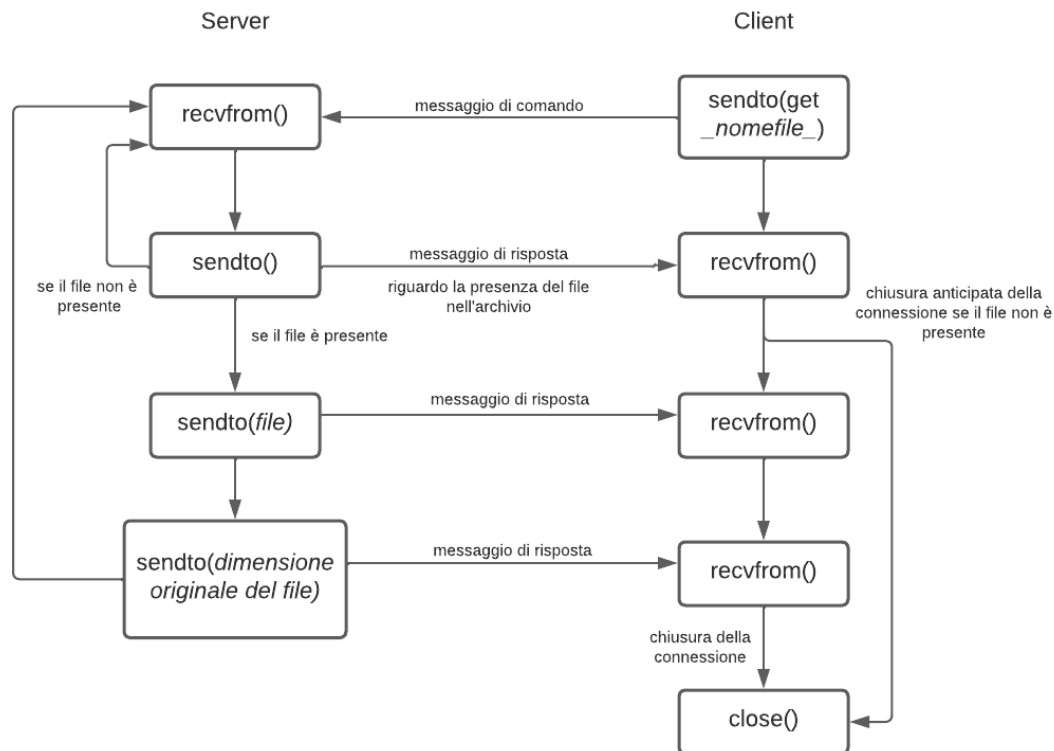 Server
Client
recvfrom()
messaggio di comando
sendto(get
_nomefile_)
sendto()
messaggio di risposta
riguardo la presenza del file
nell'archivio
recvfrom()
se il file non è
presente
chiusura anticipata della
connessione se il file non è
presente
se il file è presente
sendto(file)
messaggio di risposta
recvfrom()
sendto(dimensione
originale del file)
messaggio di risposta
recvfrom()
chiusura della
connessione
close()